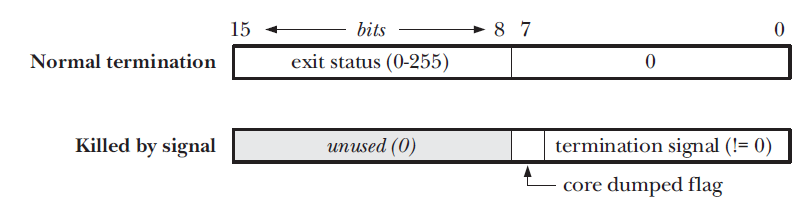 15 bits 8 7 0
Normal termination exit status (0-255) 0
Killed by signal unused (0) termination signal (!= 0)
core dumped flag